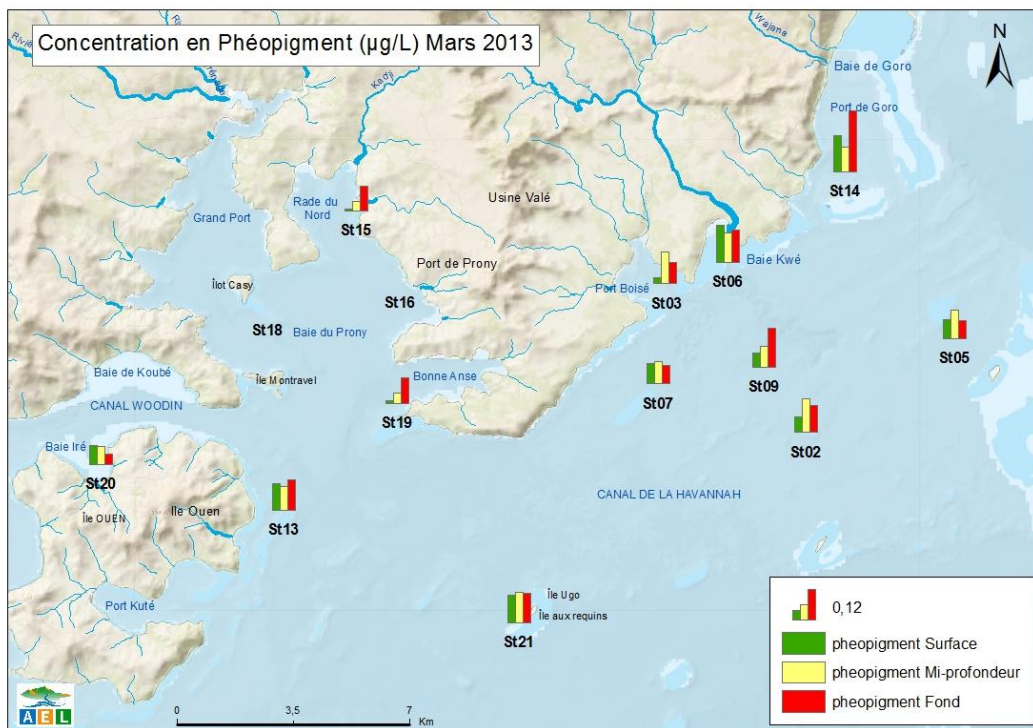 Concentration en Phéopigment (µg/L) Mars 2013
N
Wajana
Kadji
Baie de Goro
Port de Goro
St14
Usine Valé
Rade du
Nord
St15
Grand Port
Baie Kwé
St06
Port de Prony
Port Boisé
St03
Îlot Casy
St16
St18
Baie du Prony
St05
St09
Baie de Koubé
Île Montravel
Bonne Anse
St07
CANAL WOODIN
St19
St02
Baie Iré
St20
CANAL DE LA HAVANNAH
Île OUEN
Île Ouen
St13
Port Kuté
Île Ugo
Île aux requins
St21
0,12
pheopigment Surface
pheopigment Mi-profondeur
pheopigment Fond
AEL
0
3,5
7
Km